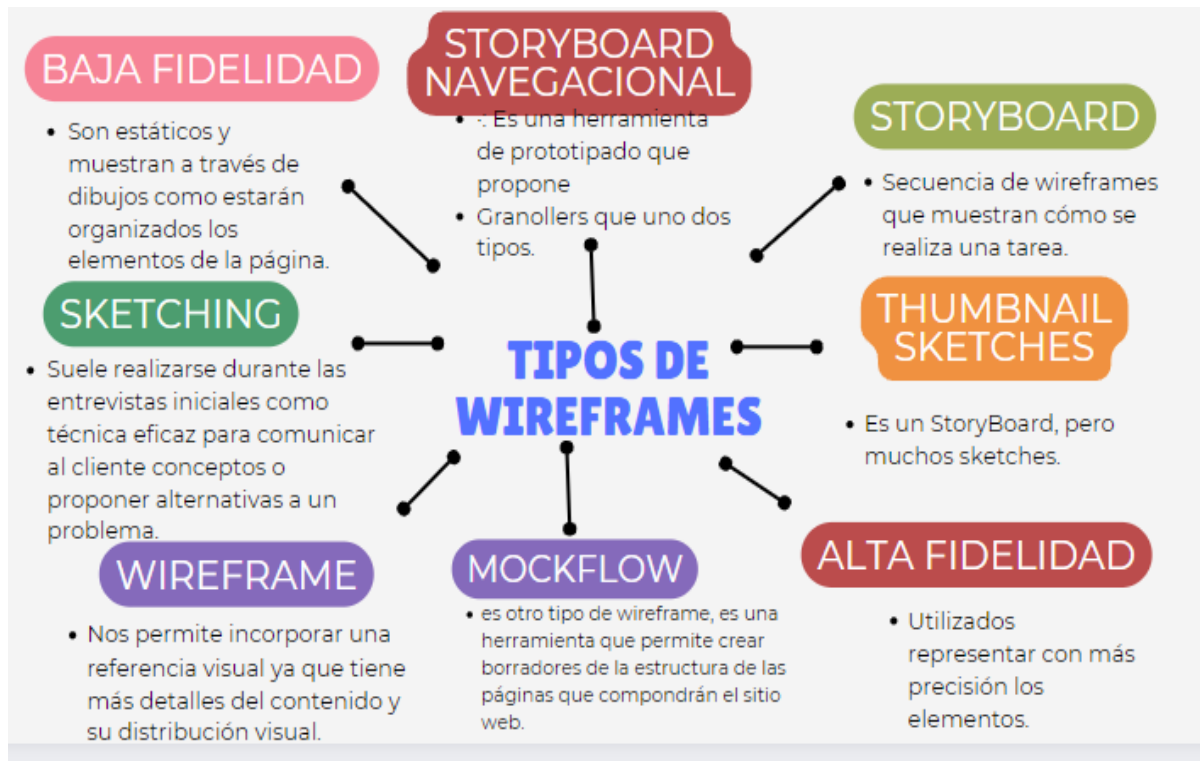 BAJA FIDELIDAD
• Son estáticos y
muestran a través de
dibujos como estarán
organizados los
elementos de la página.
STORYBOARD
NAVEGACIONAL
• -: Es una herramienta
de prototipado que
propone
• Granollers que uno dos
tipos.
STORYBOARD
• Secuencia de wireframes
que muestran cómo se
realiza una tarea.
SKETCHING
• Suele realizarse durante las
entrevistas iniciales como
técnica eficaz para comunicar
al cliente conceptos o
proponer alternativas a un
problema.
TIPOS DE
WIREFRAMES
THUMBNAIL
SKETCHES
• Es un StoryBoard, pero
muchos sketches.
WIREFRAME
• Nos permite incorporar una
referencia visual ya que tiene
más detalles del contenido y
su distribución visual.
MOCKFLOW
• es otro tipo de wireframe, es una
herramienta que permite crear
borradores de la estructura de las
páginas que compondrán el sitio
web.
ALTA FIDELIDAD
• Utilizados
representar con más
precisión los
elementos.